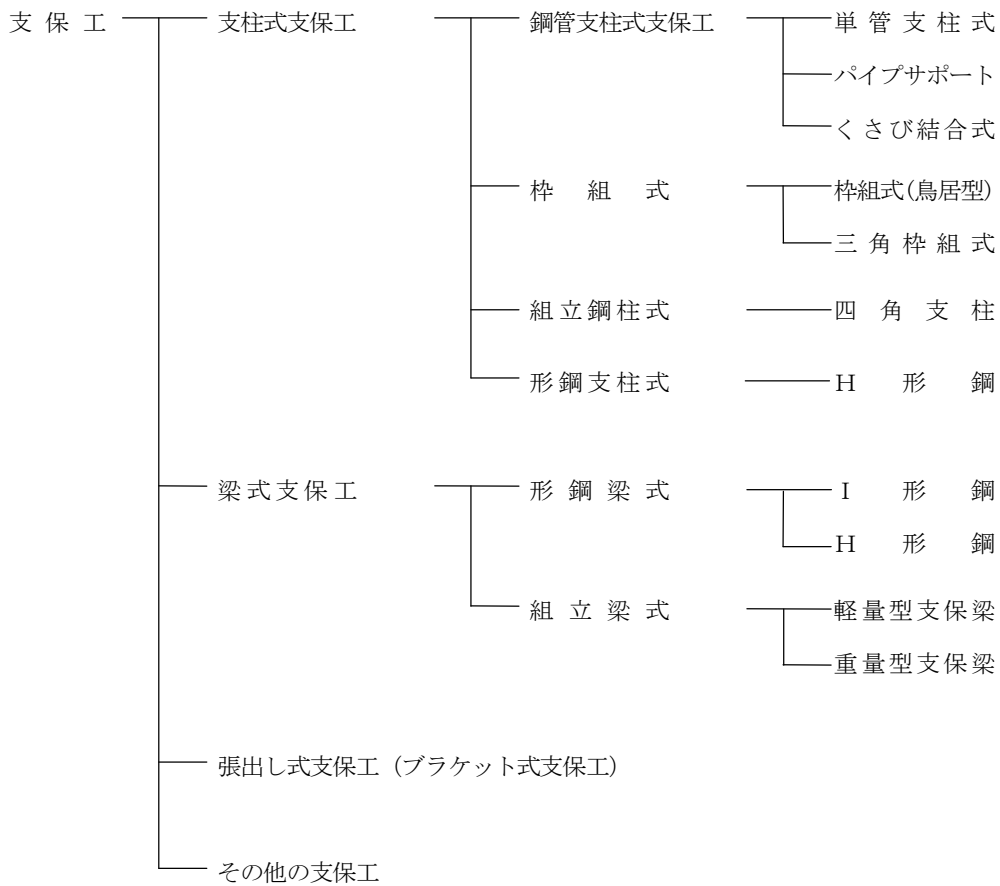 支保工 支柱式支保工 鋼管支柱式支保工 単管支柱式
パイプサポート
くさび結合式
枠組式 枠組式(鳥居型)
三角枠組式
組立鋼柱式 四角支柱
形鋼支柱式 H形鋼
梁式支保工 形鋼梁式 I形鋼
H形鋼
組立梁式 軽量型支保梁
重量型支保梁
張出し式支保工(ブラケット式支保工)
その他の支保工